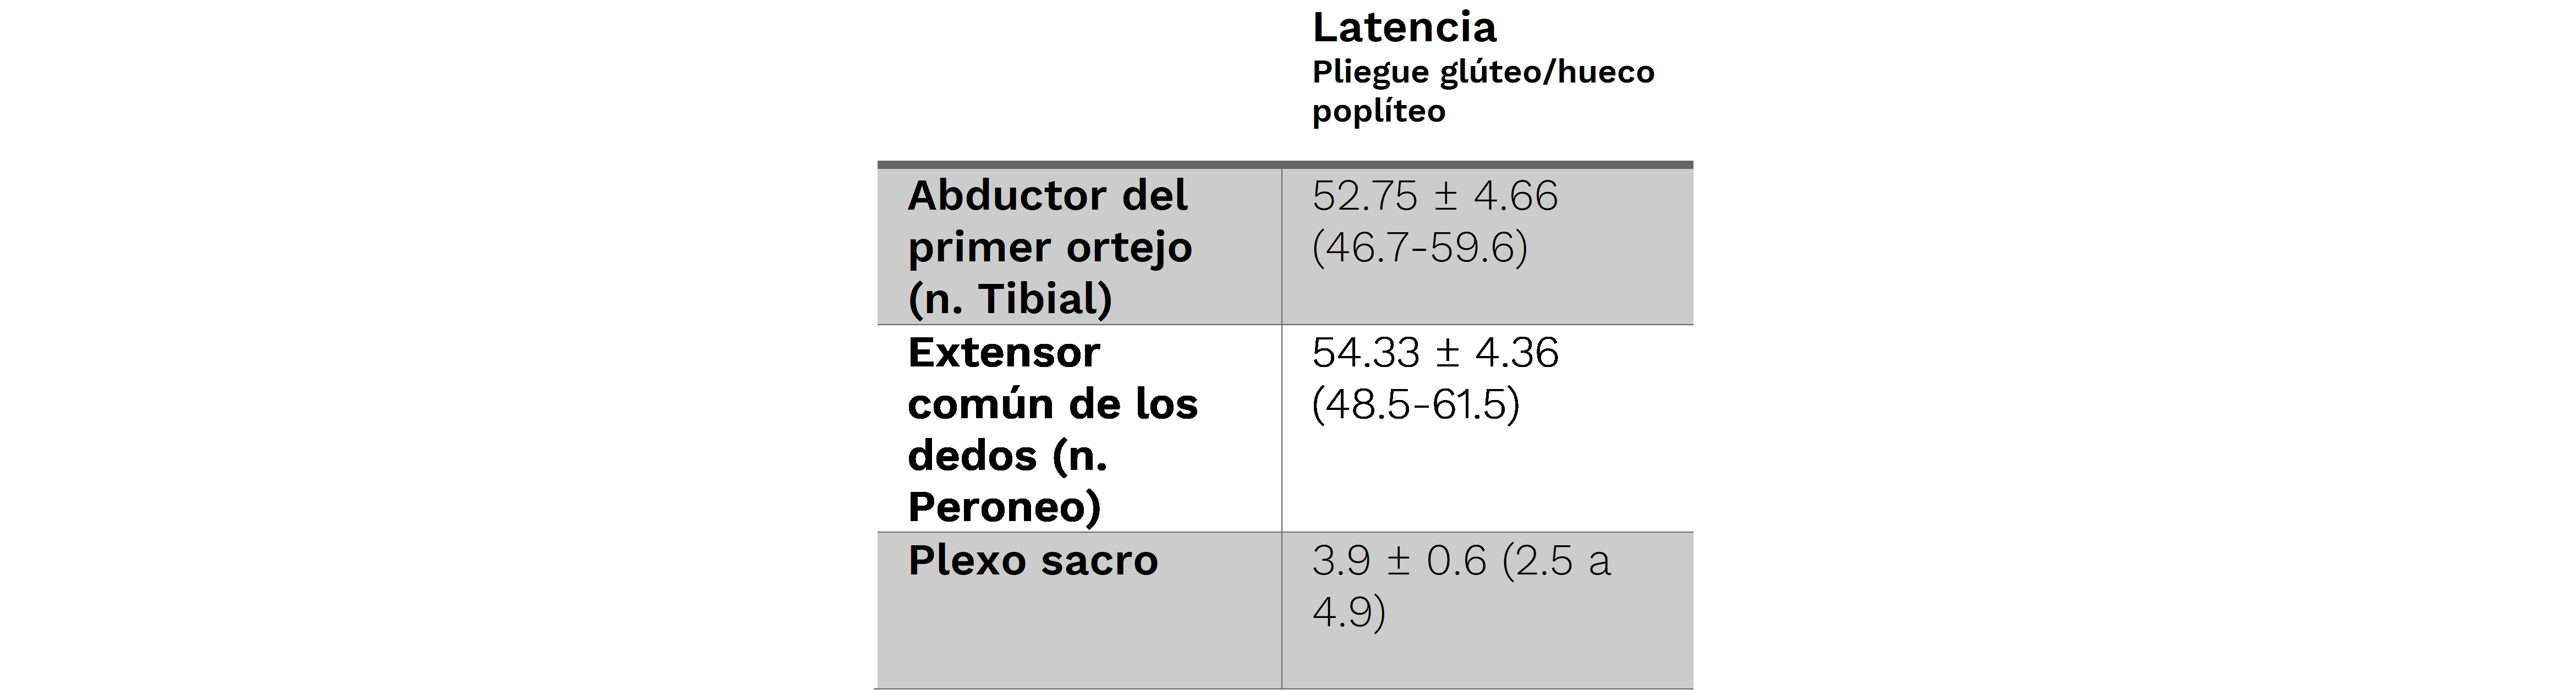 Latencia
Pliegue glúteo/hueco
poplíteo
Abductor del
primer ortejo
(n. Tibial)
52.75 ± 4.66
(46.7-59.6)
Extensor
común de los
dedos (n.
Peroneo)
54.33 ± 4.36
(48.5-61.5)
Plexo sacro
3.9 ± 0.6 (2.5 a
4.9)